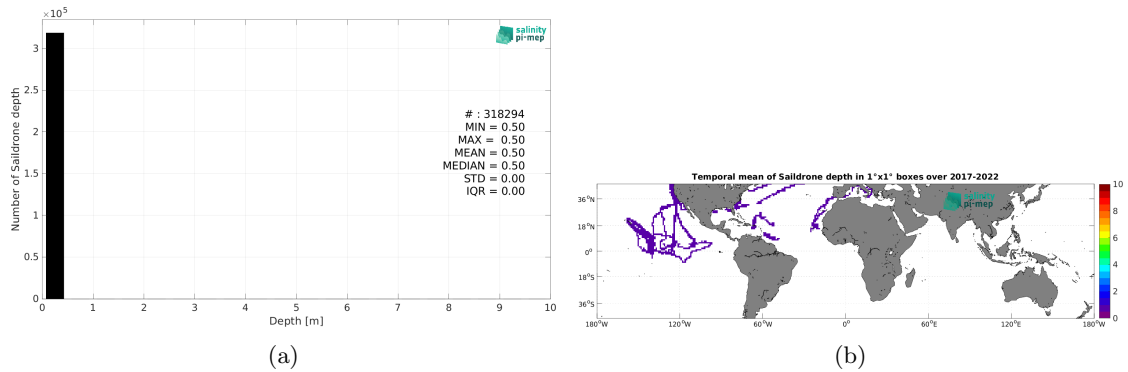 ×10⁵
3
2.5
2
1.5
1
0.5
0
Number of Saildrone depth
salinity
pi-mep
# : 318294
MIN = 0.50
MAX = 0.50
MEAN = 0.50
MEDIAN = 0.50
STD = 0.00
IQR = 0.00
0 1 2 3 4 5 6 7 8 9 10
Depth [m]
(a)
Temporal mean of Saildrone depth in 1°x1° boxes over 2017-2022
salinity
pi-mep
36°N
18°N
0°
18°S
36°S
180°W 120°W 60°W 0° 60°E 120°E 180°W
10
8
6
4
2
0
(b)